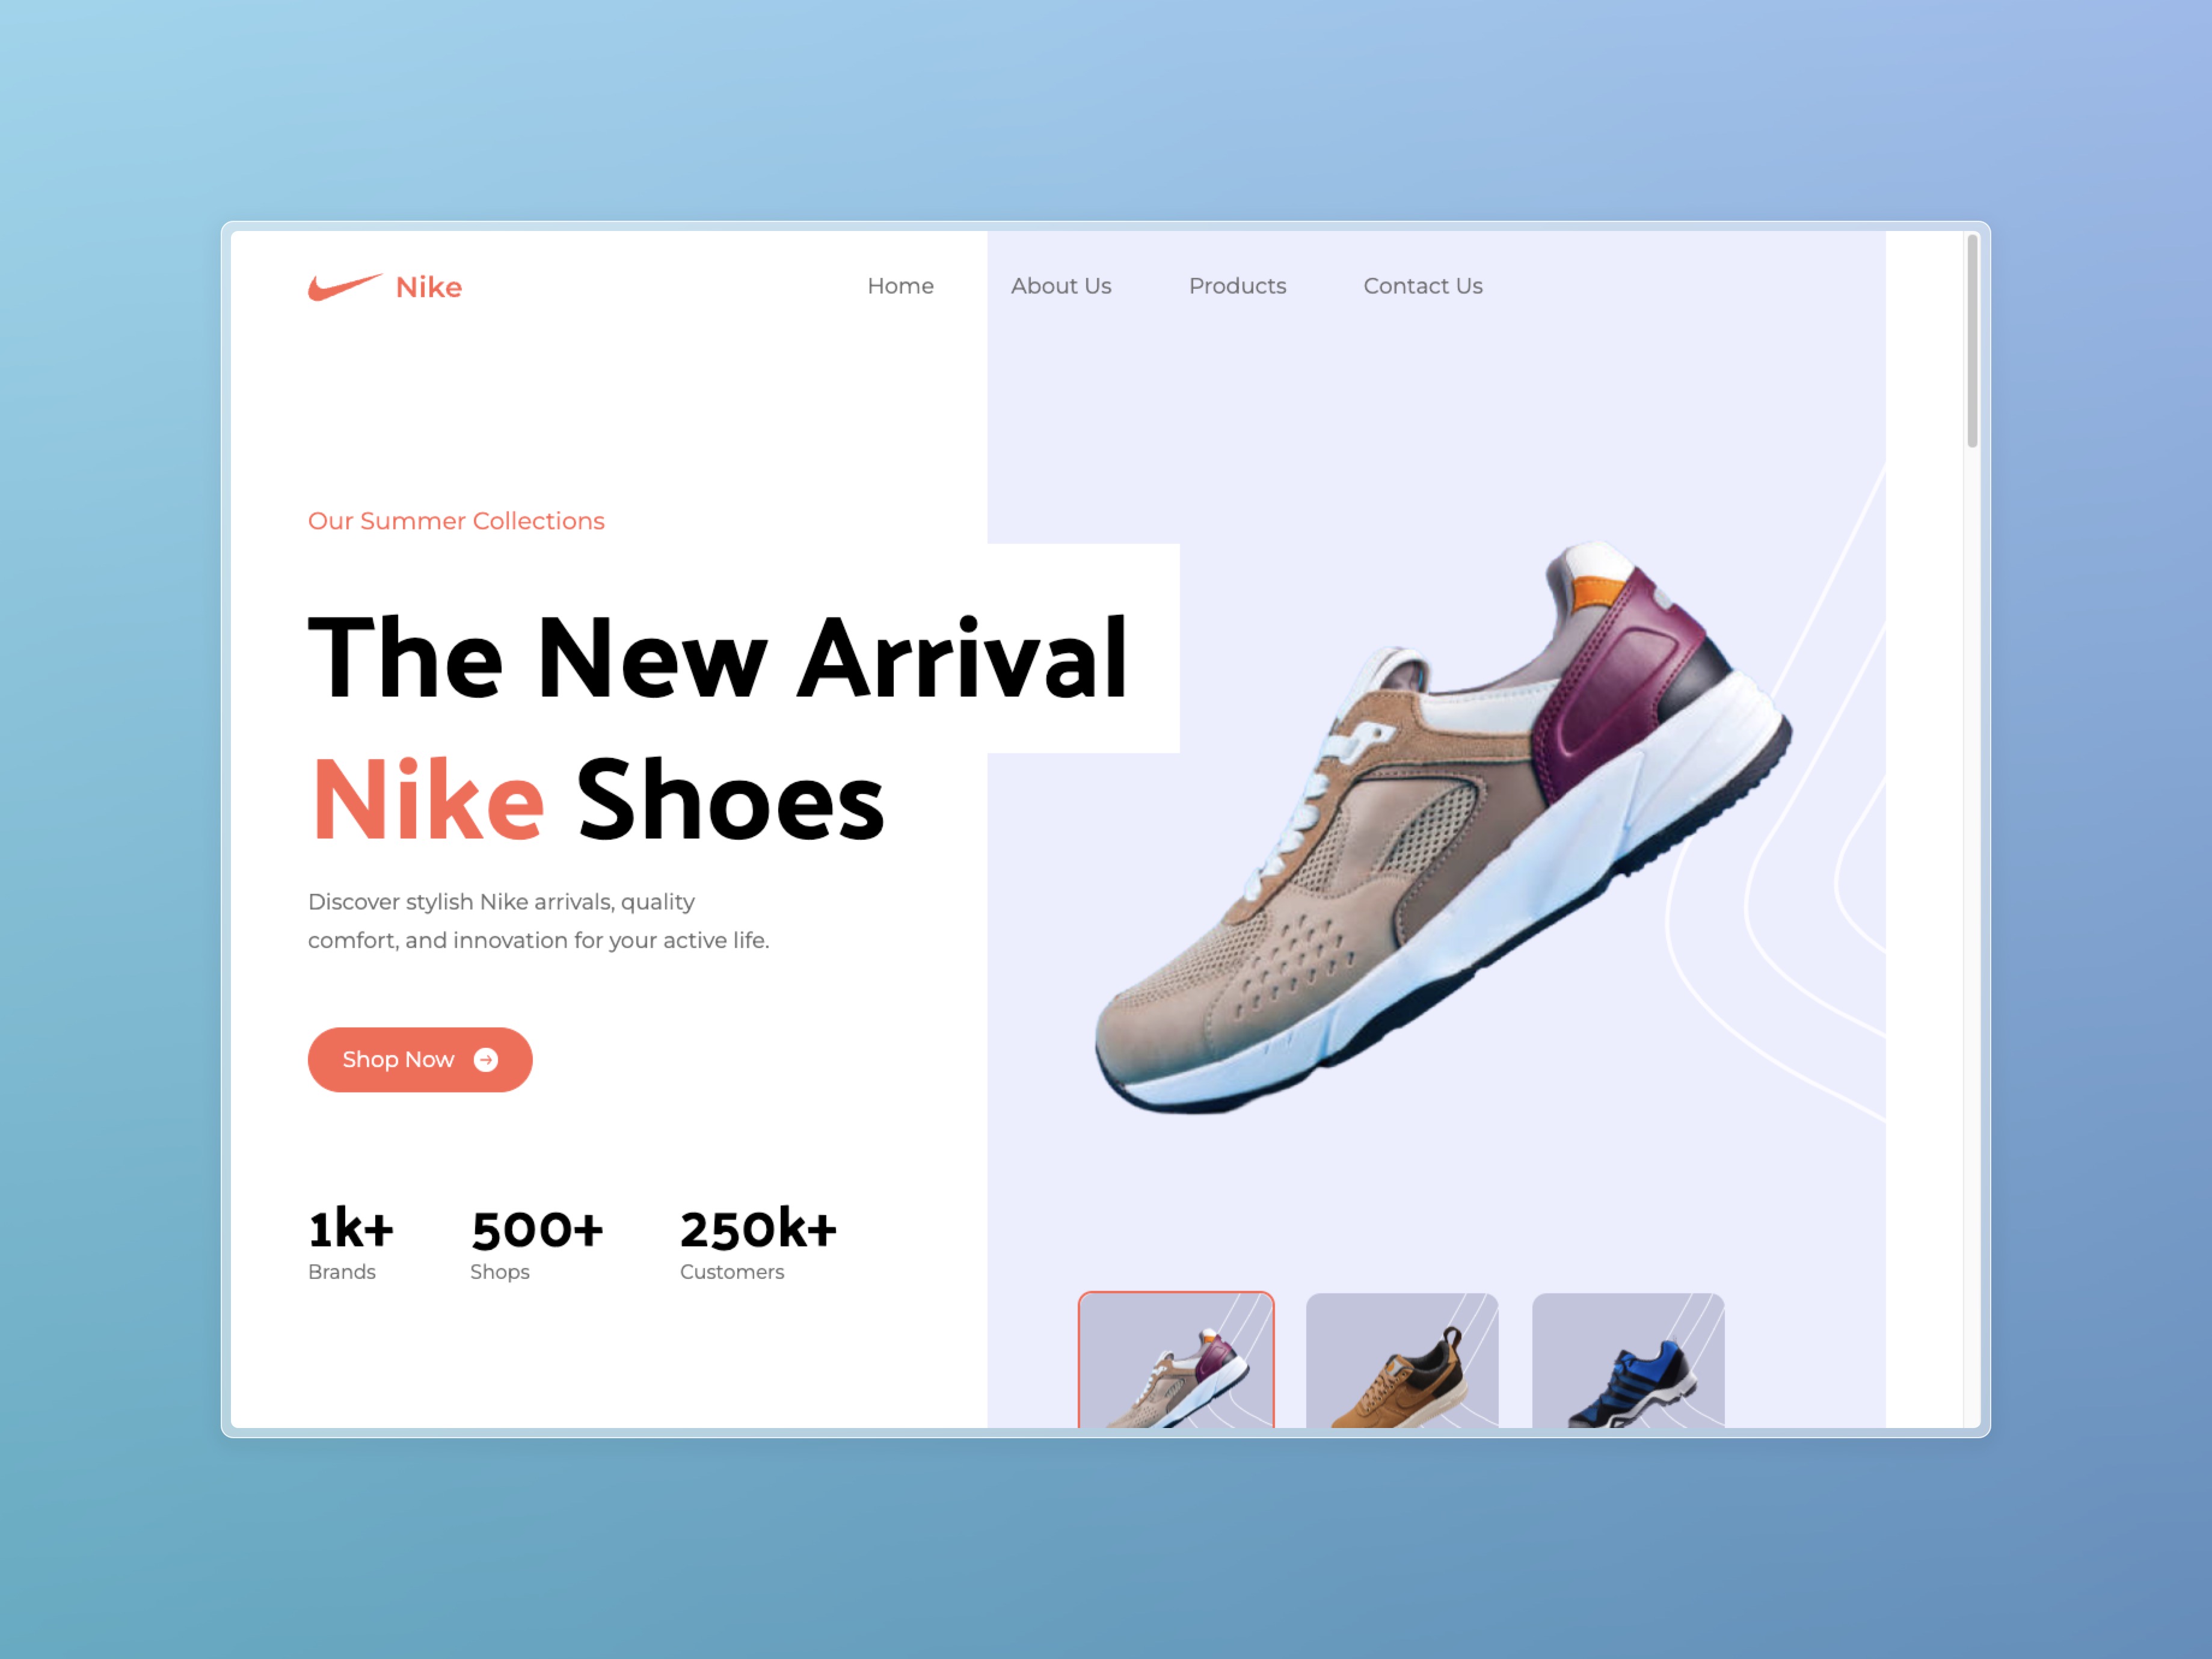 Nike
Home
About Us
Products
Contact Us
Our Summer Collections
The New Arrival
Nike Shoes
Discover stylish Nike arrivals, quality
comfort, and innovation for your active life.
Shop Now
1k+
Brands
500+
Shops
250k+
Customers